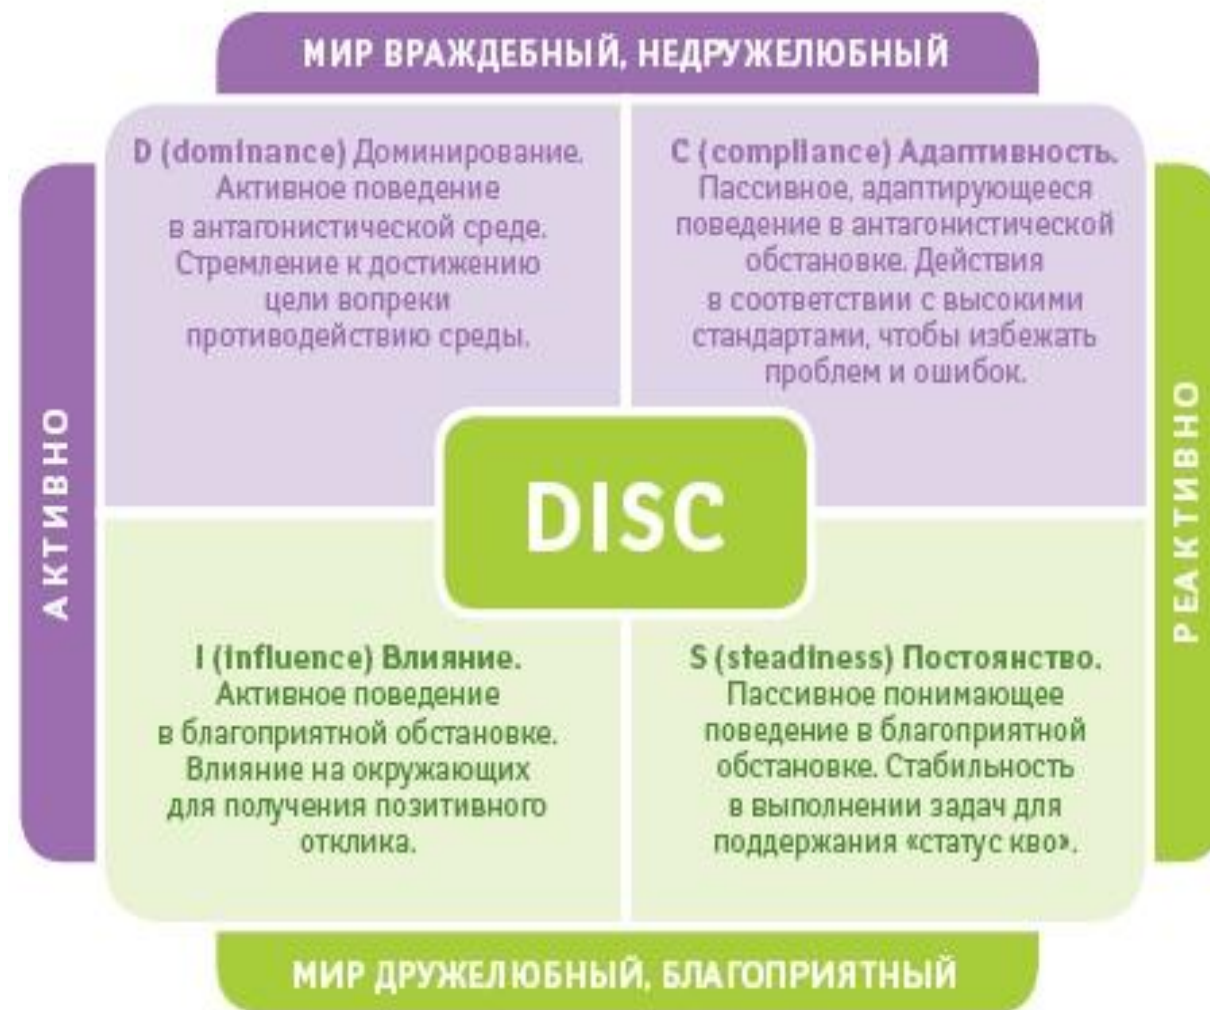 МИР ВРАЖДЕБНЫЙ, НЕДРУЖЕЛЮБНЫЙ
АКТИВНО
D (dominance) Доминирование.
Активное поведение
в антагонистической среде.
Стремление к достижению
цели вопреки
противодействию среды.
C (compliance) Адаптивность.
Пассивное, адаптирующееся
поведение в антагонистической
обстановке. Действия
в соответствии с высокими
стандартами, чтобы избежать
проблем и ошибок.
РЕАКТИВНО
DISC
I (influence) Влияние.
Активное поведение
в благоприятной обстановке.
Влияние на окружающих
для получения позитивного
отклика.
S (steadiness) Постоянство.
Пассивное понимающее
поведение в благоприятной
обстановке. Стабильность
в выполнении задач для
поддержания «статус кво».
МИР ДРУЖЕЛЮБНЫЙ, БЛАГОПРИЯТНЫЙ